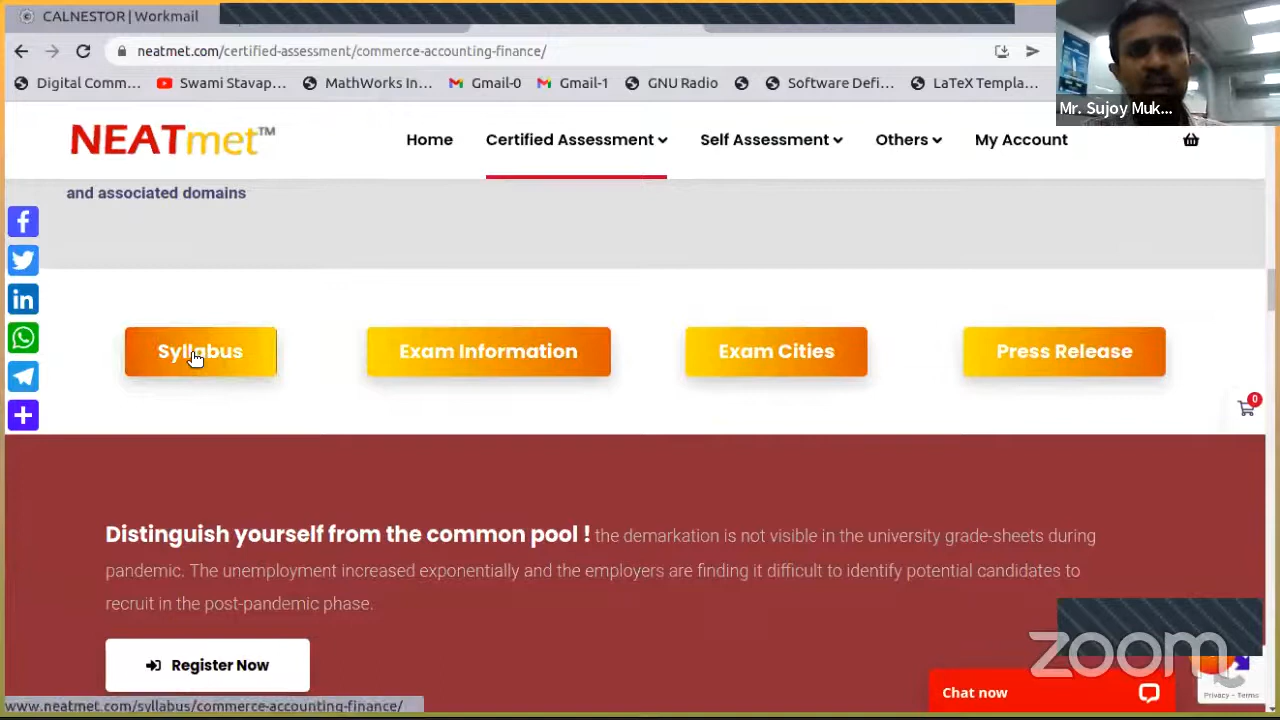 CALNESTOR | Workmail
neatmet.com/certified-assessment/commerce-accounting-finance/
Digital Comm... Swami Stavap... MathWorks In... Gmail-0 Gmail-1 GNU Radio Software Defi... LaTeX Templa...
Mr. Sujoy Muk...
NEATmet™ Home Certified Assessment Self Assessment Others My Account
and associated domains
Syllabus Exam Information Exam Cities Press Release
0
Distinguish yourself from the common pool ! the demarkation is not visible in the university grade-sheets during
pandemic. The unemployment increased exponentially and the employers are finding it difficult to identify potential candidates to
recruit in the post-pandemic phase.
Register Now
zoom
Chat now
Privacy - Terms
www.neatmet.com/syllabus/commerce-accounting-finance/